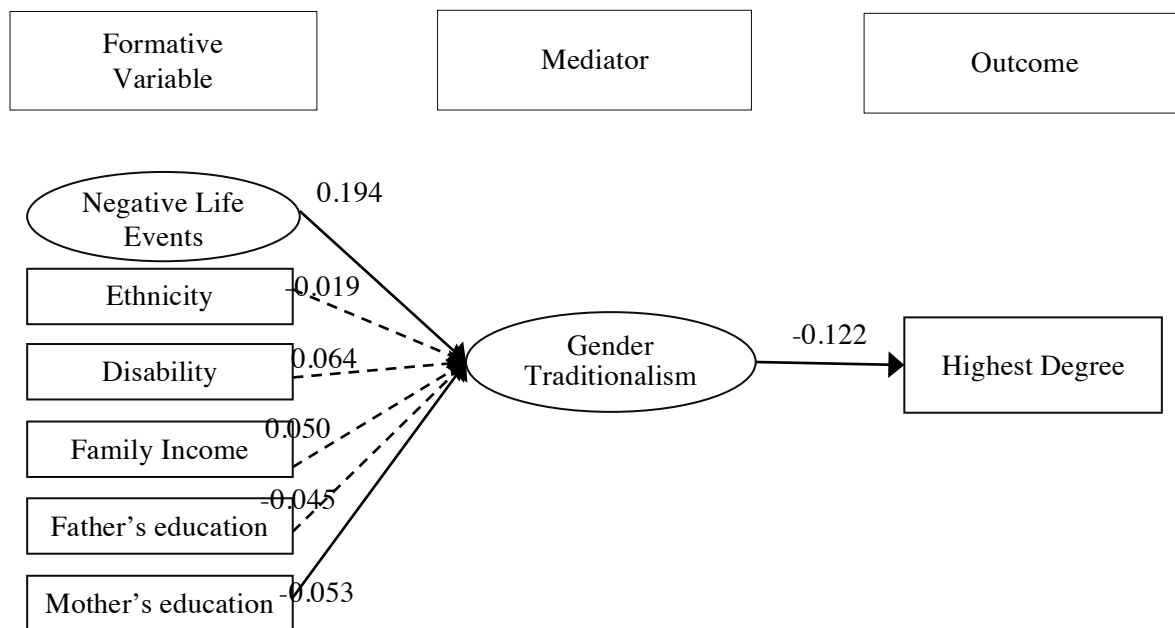 Formative
Variable
Mediator
Outcome
Negative Life
Events
0.194
Ethnicity
-0.019
Disability
0.064
Family Income
0.050
Father’s education
-0.045
Mother’s education
-0.053
Gender
Traditionalism
-0.122
Highest Degree